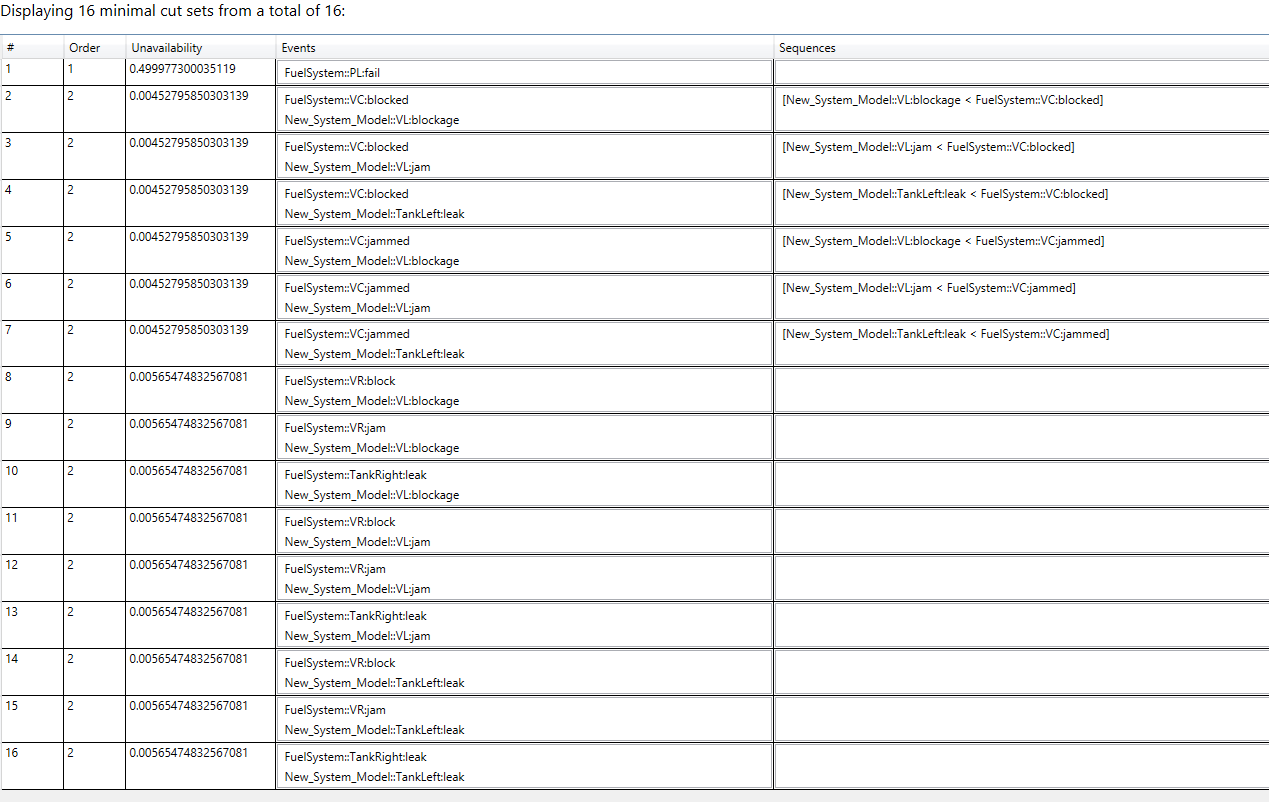 Displaying 16 minimal cut sets from a total of 16:
# Order Unavailability Events Sequences
1 1 0.499977300035119 FuelSystem::PL:fail
2 2 0.00452795850303139 FuelSystem::VC:blocked [New_System_Model::VL:blockage < FuelSystem::VC:blocked]
New_System_Model::VL:blockage
3 2 0.00452795850303139 FuelSystem::VC:blocked [New_System_Model::VL:jam < FuelSystem::VC:blocked]
New_System_Model::VL:jam
4 2 0.00452795850303139 FuelSystem::VC:blocked [New_System_Model::TankLeft:leak < FuelSystem::VC:blocked]
New_System_Model::TankLeft:leak
5 2 0.00452795850303139 FuelSystem::VC:jammed [New_System_Model::VL:blockage < FuelSystem::VC:jammed]
New_System_Model::VL:blockage
6 2 0.00452795850303139 FuelSystem::VC:jammed [New_System_Model::VL:jam < FuelSystem::VC:jammed]
New_System_Model::VL:jam
7 2 0.00452795850303139 FuelSystem::VC:jammed [New_System_Model::TankLeft:leak < FuelSystem::VC:jammed]
New_System_Model::TankLeft:leak
8 2 0.00565474832567081 FuelSystem::VR:block
New_System_Model::VL:blockage
9 2 0.00565474832567081 FuelSystem::VR:jam
New_System_Model::VL:blockage
10 2 0.00565474832567081 FuelSystem::TankRight:leak
New_System_Model::VL:blockage
11 2 0.00565474832567081 FuelSystem::VR:block
New_System_Model::VL:jam
12 2 0.00565474832567081 FuelSystem::VR:jam
New_System_Model::VL:jam
13 2 0.00565474832567081 FuelSystem::TankRight:leak
New_System_Model::VL:jam
14 2 0.00565474832567081 FuelSystem::VR:block
New_System_Model::TankLeft:leak
15 2 0.00565474832567081 FuelSystem::VR:jam
New_System_Model::TankLeft:leak
16 2 0.00565474832567081 FuelSystem::TankRight:leak
New_System_Model::TankLeft:leak